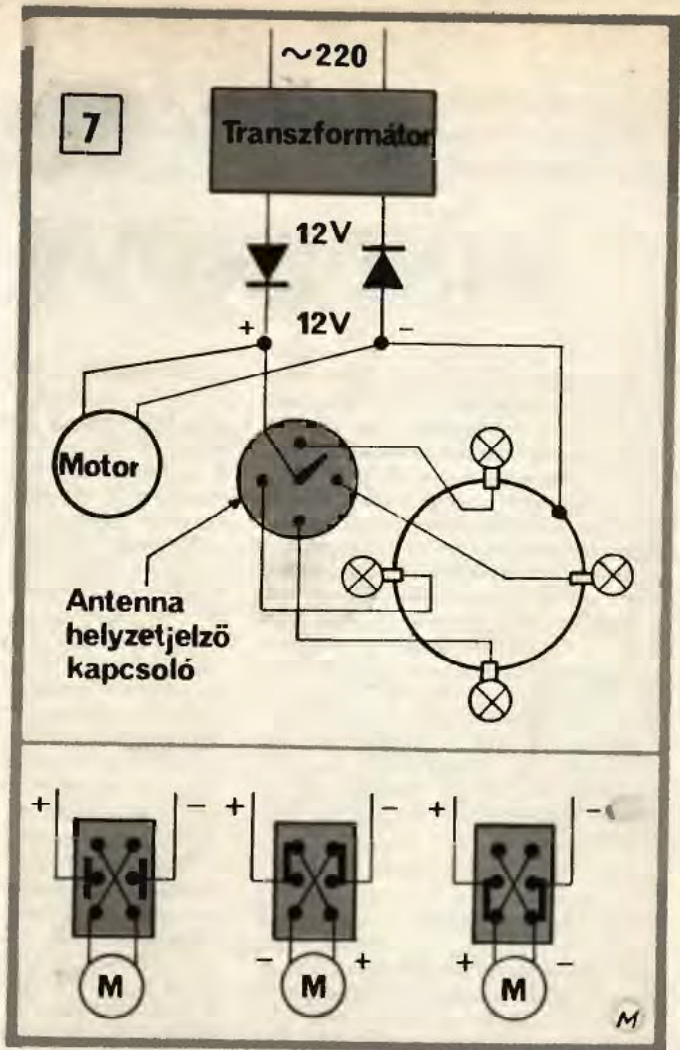 ~220
7
Transzformátor
12V
+ 12V -
Motor
Antenna
helyzetjelző
kapcsoló
+ - + - + -
- + + -
M M M
M